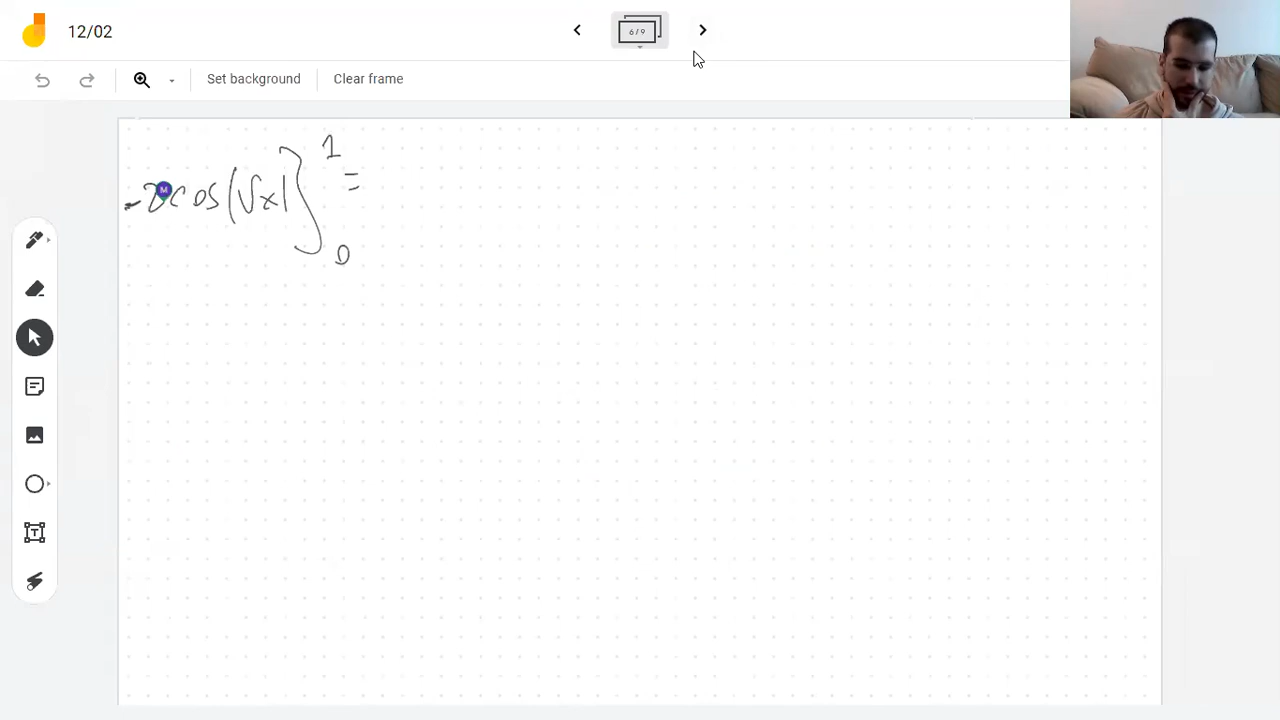 12/02
6/9
Set background
Clear frame
1
-2cos(√x) ] =
M
0
T